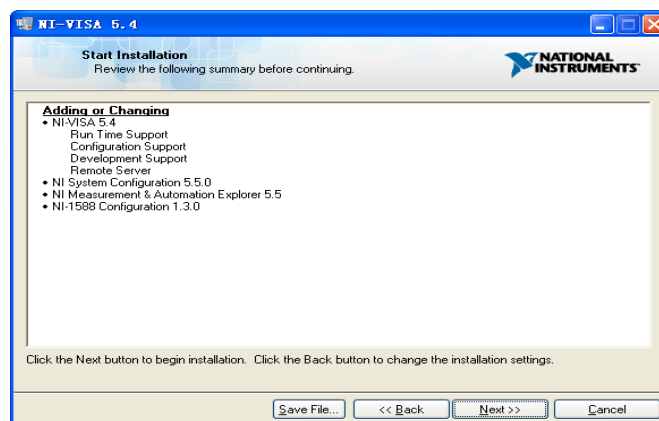 NI-VISA 5.4
Start Installation
Review the following summary before continuing.
NATIONAL
INSTRUMENTS
Adding or Changing
• NI-VISA 5.4
Run Time Support
Configuration Support
Development Support
Remote Server
• NI System Configuration 5.5.0
• NI Measurement & Automation Explorer 5.5
• NI-1588 Configuration 1.3.0
Click the Next button to begin installation. Click the Back button to change the installation settings.
Save File... << Back Next >> Cancel